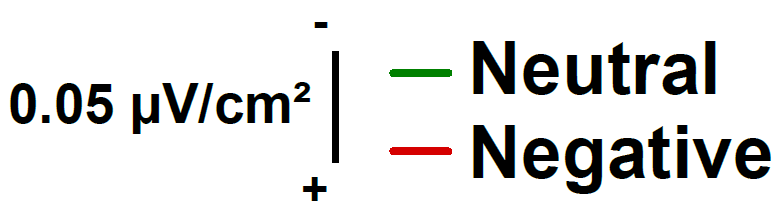 -
0.05 µV/cm²
+
Neutral
Negative